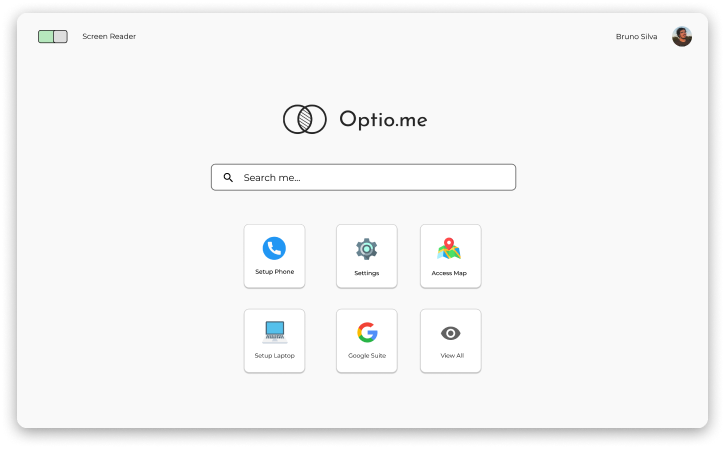 Screen Reader
Bruno Silva
Optio.me
Search me...
Setup Phone
Settings
Access Map
Setup Laptop
Google Suite
View All